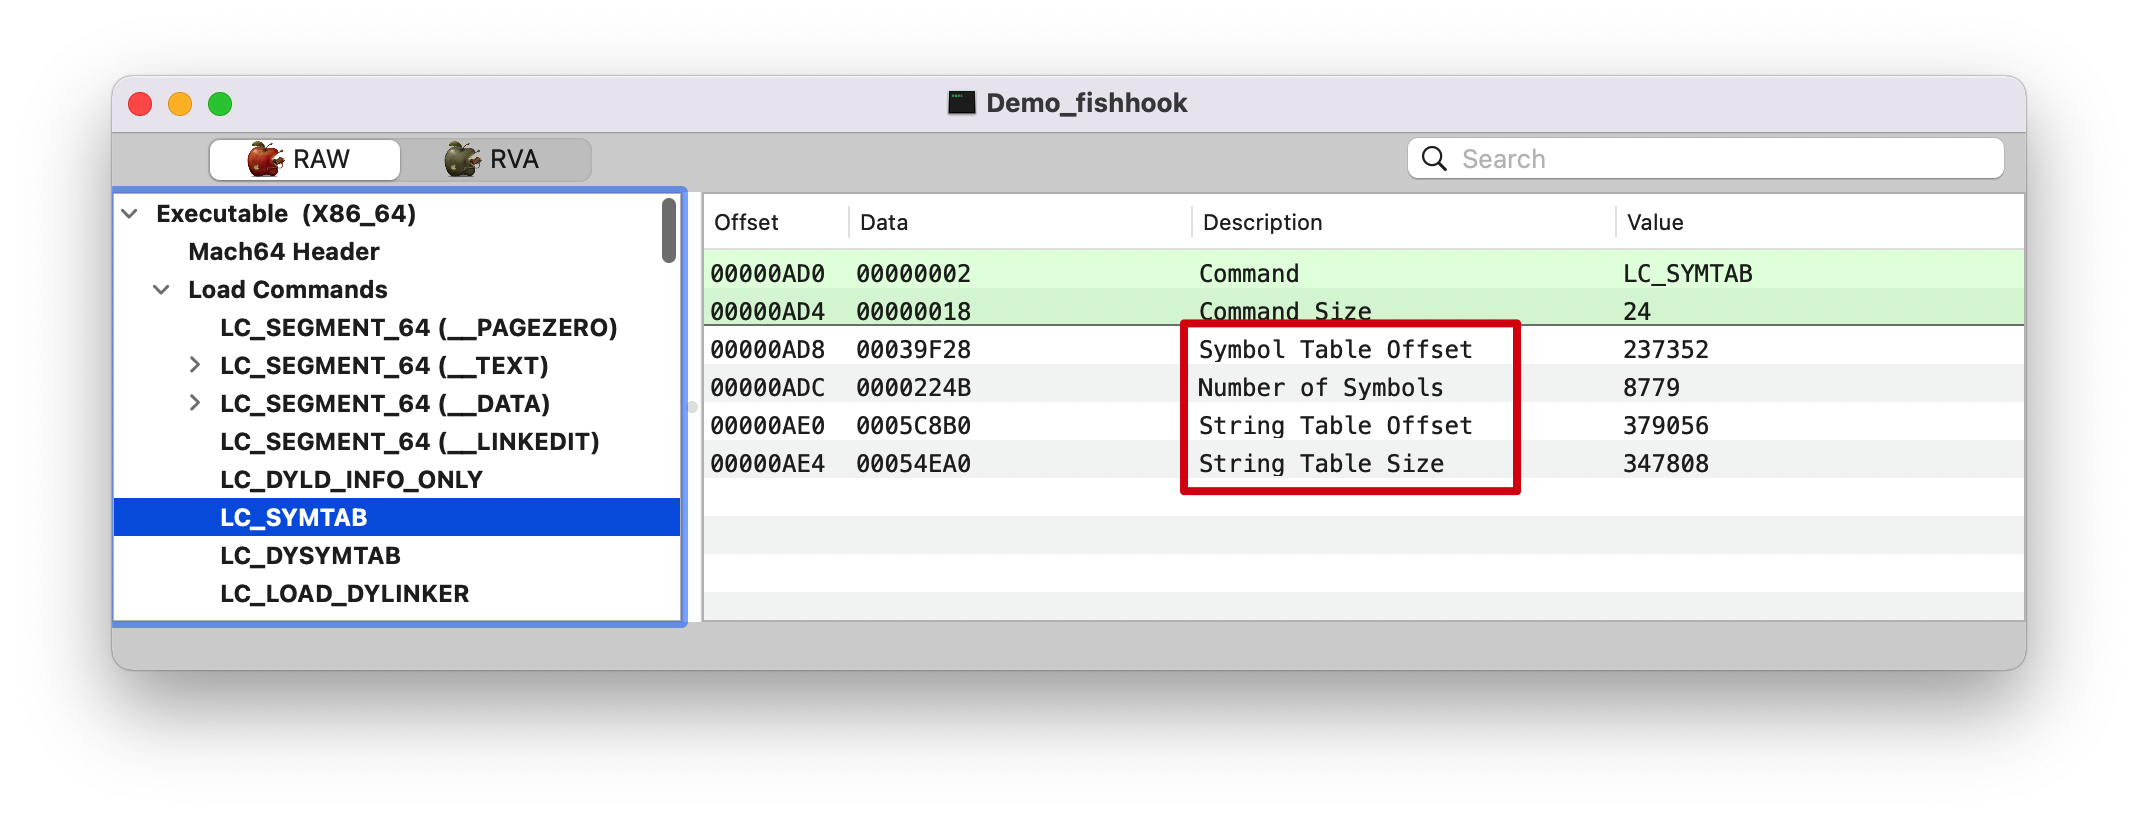 Demo_fishhook
RAW RVA Search
Executable (X86_64)
Mach64 Header
Load Commands
LC_SEGMENT_64 (__PAGEZERO)
LC_SEGMENT_64 (__TEXT)
LC_SEGMENT_64 (__DATA)
LC_SEGMENT_64 (__LINKEDIT)
LC_DYLD_INFO_ONLY
LC_SYMTAB
LC_DYSYMTAB
LC_LOAD_DYLINKER
Offset Data Description Value
00000AD0 00000002 Command LC_SYMTAB
00000AD4 00000018 Command Size 24
00000AD8 00039F28 Symbol Table Offset 237352
00000ADC 0000224B Number of Symbols 8779
00000AE0 0005C8B0 String Table Offset 379056
00000AE4 00054EA0 String Table Size 347808